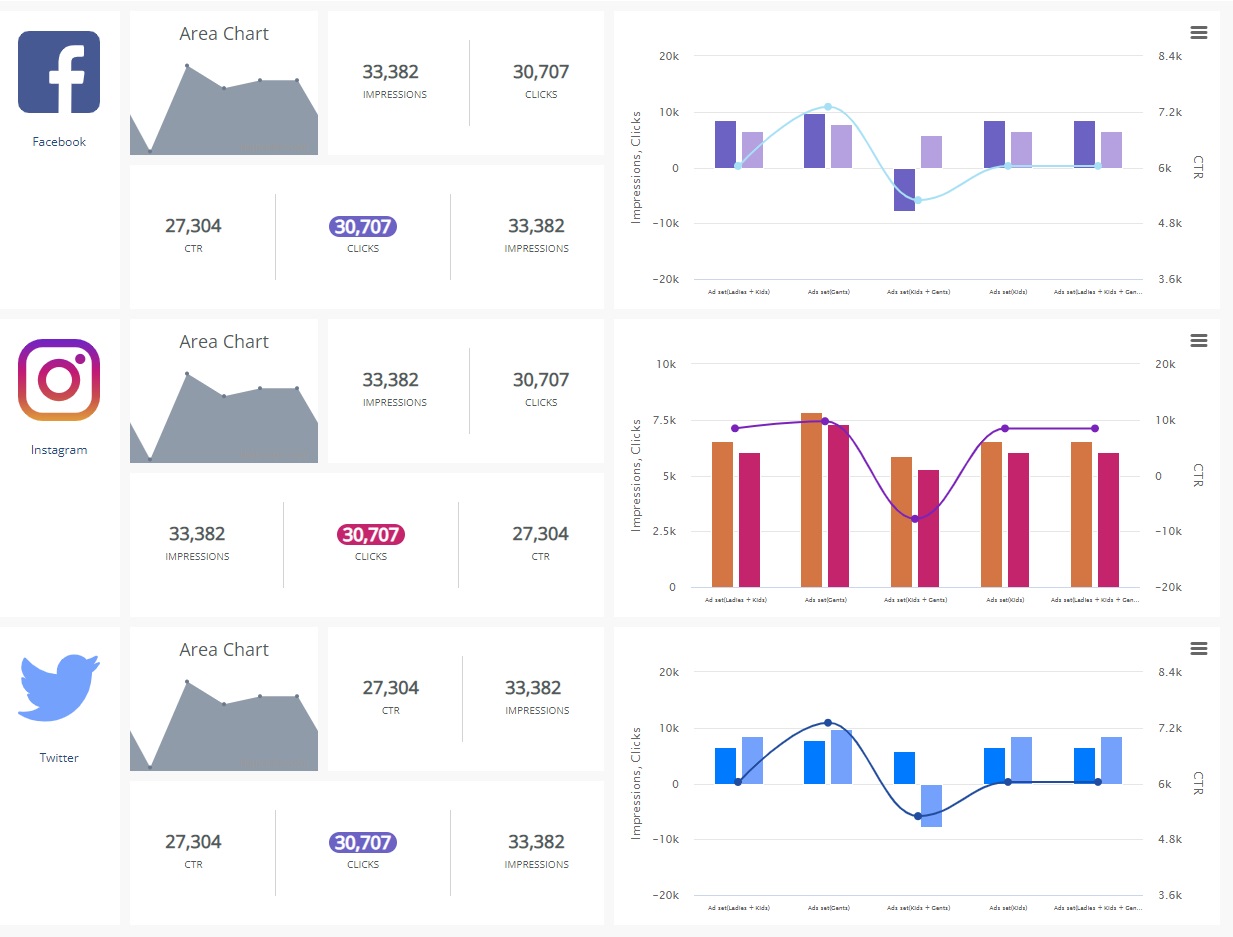 Facebook
Area Chart
33,382
IMPRESSIONS
30,707
CLICKS
27,304
CTR
30,707
CLICKS
33,382
IMPRESSIONS
Impressions, Clicks
20k
10k
0
−10k
−20k
8.4k
7.2k
6k
4.8k
3.6k
CTR
Ad set(Ladies + Kids)
Ads set(Gents)
Ads set(Kids + Gents)
Ads set(Kids)
Ads set(Ladies + Kids + Gen...
Instagram
Area Chart
33,382
IMPRESSIONS
30,707
CLICKS
33,382
IMPRESSIONS
30,707
CLICKS
27,304
CTR
Impressions, Clicks
10k
7.5k
5k
2.5k
0
20k
10k
0
−10k
−20k
CTR
Ad set(Ladies + Kids)
Ads set(Gents)
Ads set(Kids + Gents)
Ads set(Kids)
Ads set(Ladies + Kids + Gen...
Twitter
Area Chart
27,304
CTR
33,382
IMPRESSIONS
27,304
CTR
30,707
CLICKS
33,382
IMPRESSIONS
Impressions, Clicks
20k
10k
0
−10k
−20k
8.4k
7.2k
6k
4.8k
3.6k
CTR
Ad set(Ladies + Kids)
Ads set(Gents)
Ads set(Kids + Gents)
Ads set(Kids)
Ads set(Ladies + Kids + Gen...